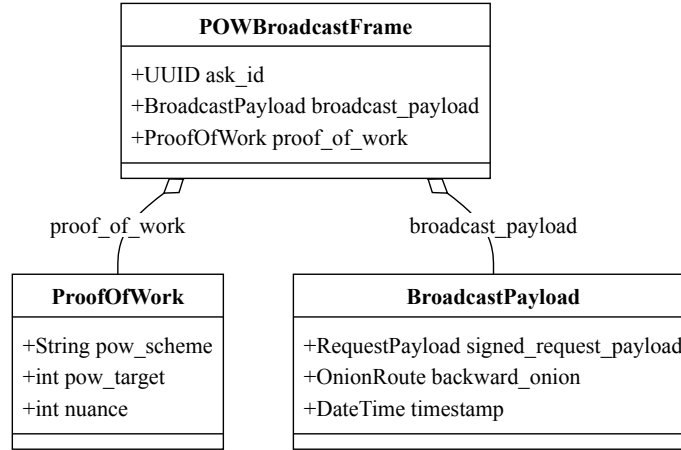 POWBroadcastFrame
+UUID ask_id
+BroadcastPayload broadcast_payload
+ProofOfWork proof_of_work
proof_of_work
broadcast_payload
ProofOfWork
+String pow_scheme
+int pow_target
+int nuance
BroadcastPayload
+RequestPayload signed_request_payload
+OnionRoute backward_onion
+DateTime timestamp